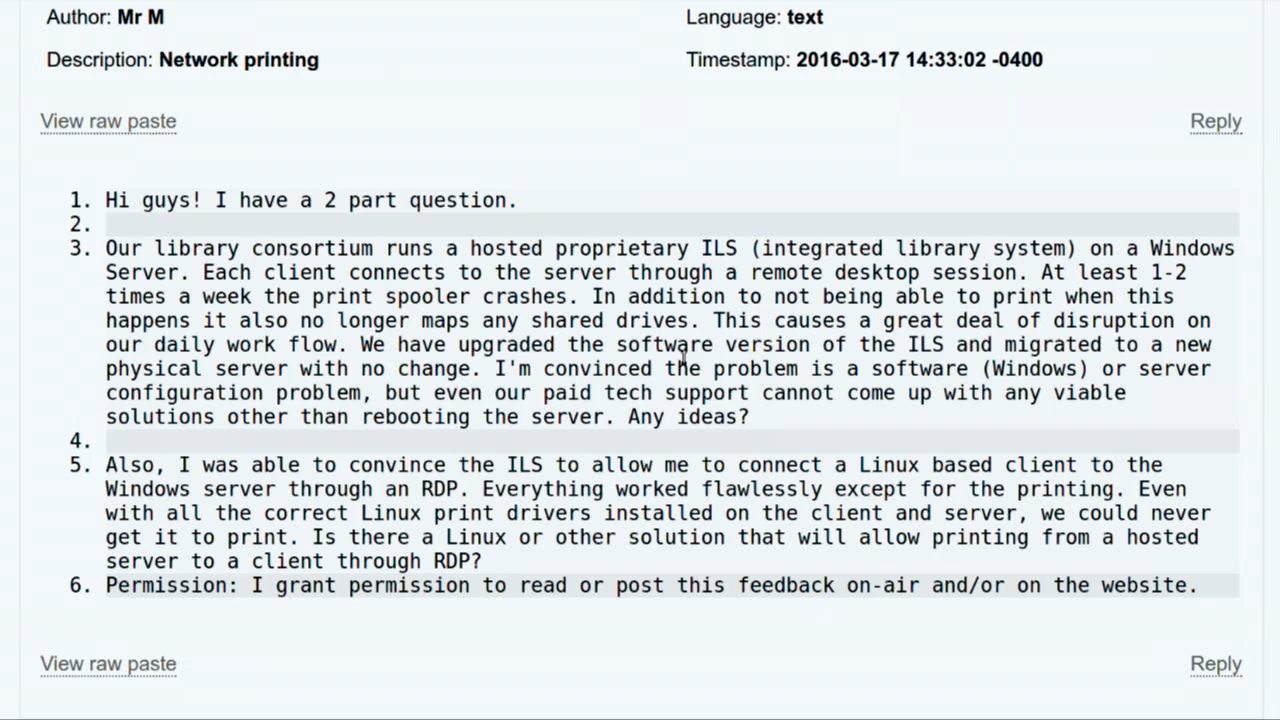 Author: Mr M
Language: text
Description: Network printing
Timestamp: 2016-03-17 14:33:02 -0400
View raw paste
Reply
1. Hi guys! I have a 2 part question.
2.
3. Our library consortium runs a hosted proprietary ILS (integrated library system) on a Windows
Server. Each client connects to the server through a remote desktop session. At least 1-2
times a week the print spooler crashes. In addition to not being able to print when this
happens it also no longer maps any shared drives. This causes a great deal of disruption on
our daily work flow. We have upgraded the software version of the ILS and migrated to a new
physical server with no change. I'm convinced the problem is a software (Windows) or server
configuration problem, but even our paid tech support cannot come up with any viable
solutions other than rebooting the server. Any ideas?
4.
5. Also, I was able to convince the ILS to allow me to connect a Linux based client to the
Windows server through an RDP. Everything worked flawlessly except for the printing. Even
with all the correct Linux print drivers installed on the client and server, we could never
get it to print. Is there a Linux or other solution that will allow printing from a hosted
server to a client through RDP?
6. Permission: I grant permission to read or post this feedback on-air and/or on the website.
View raw paste
Reply